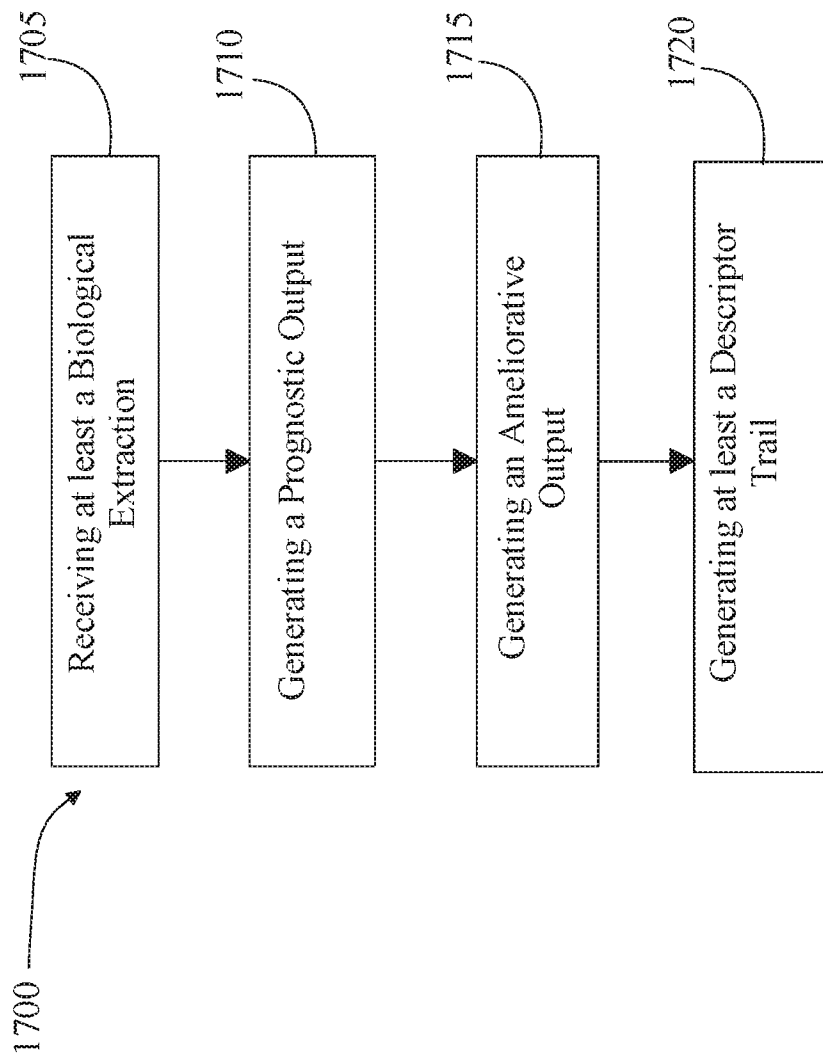 1700
Receiving at least a Biological
Extraction
1705
Generating a Prognostic Output
1710
Generating an Ameliorative
Output
1715
Generating at least a Descriptor
Trail
1720